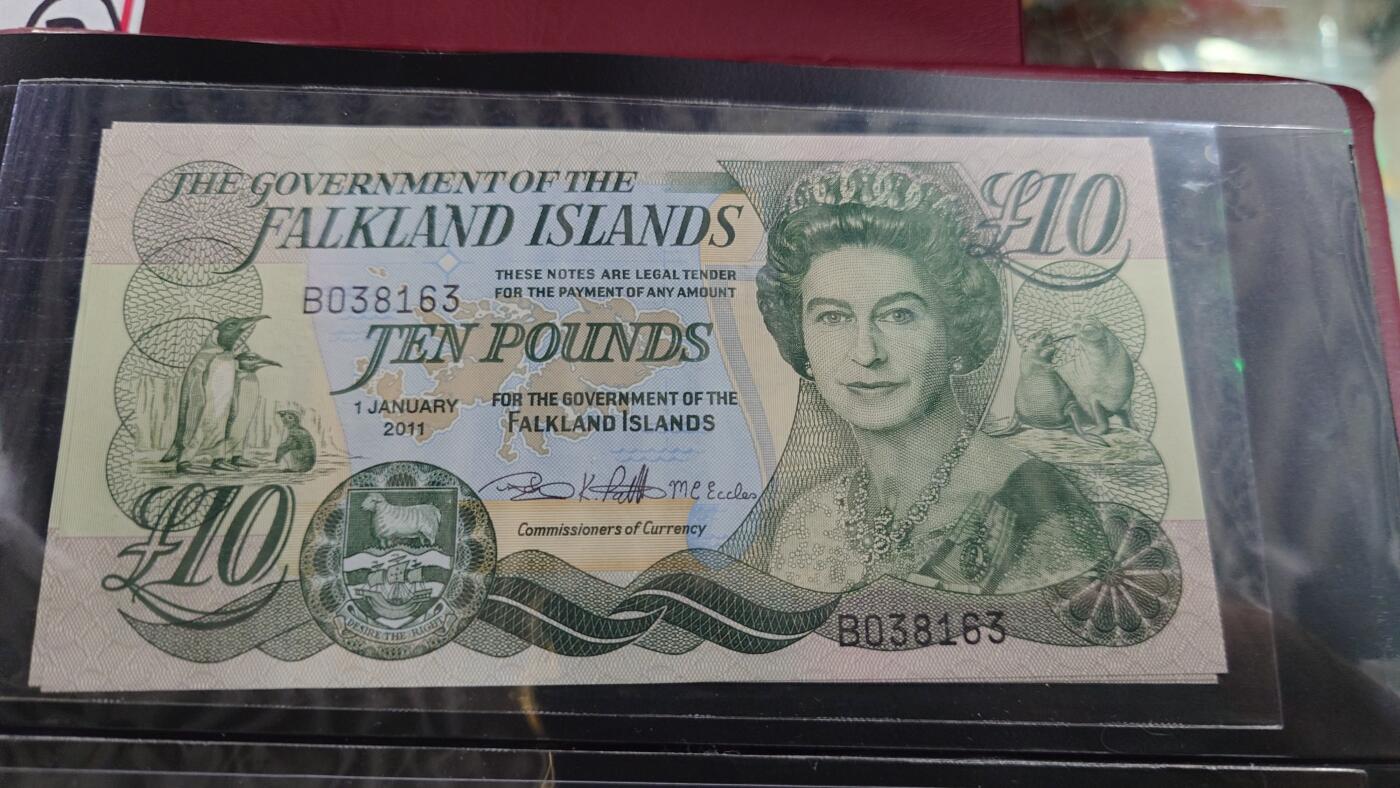 THE GOVERNMENT OF THE
FALKLAND ISLANDS
£10
THESE NOTES ARE LEGAL TENDER
FOR THE PAYMENT OF ANY AMOUNT
B038163
TEN POUNDS
1 JANUARY
2011
FOR THE GOVERNMENT OF THE
FALKLAND ISLANDS
MC Eccles
Commissioners of Currency
£10
DESIRE THE RIGHT
B038163